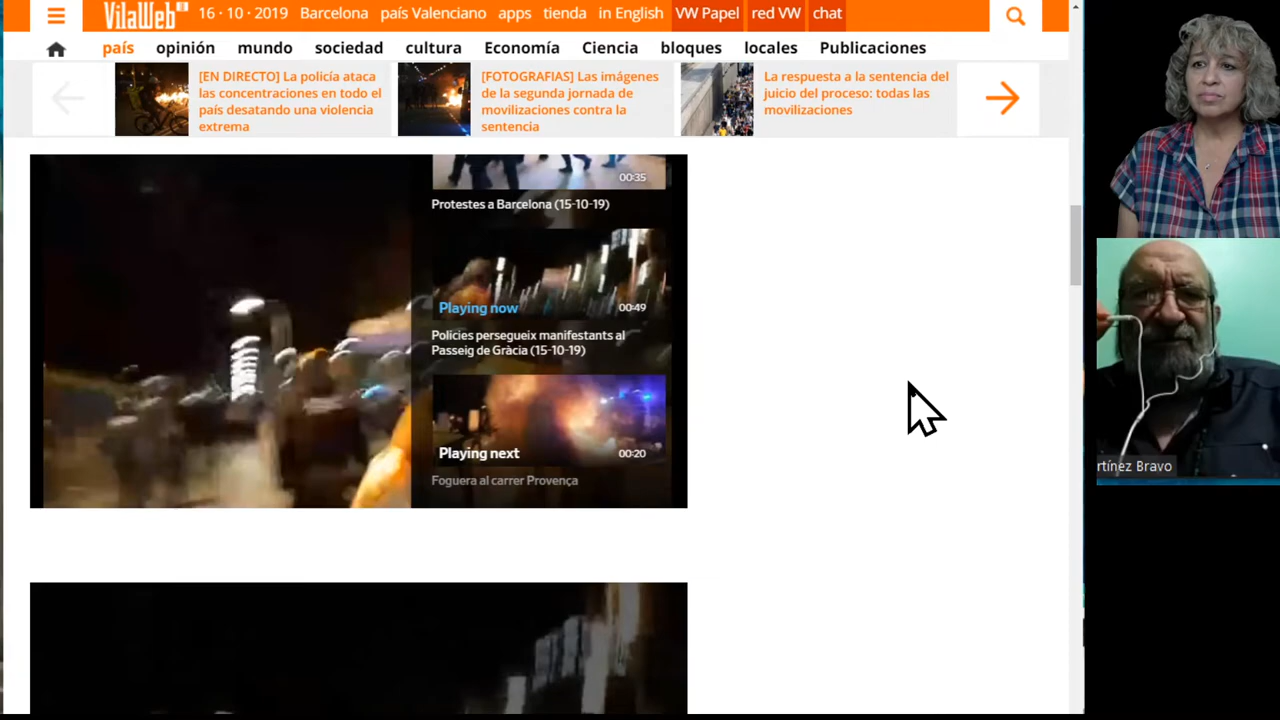 VilaWeb
16 · 10 · 2019 Barcelona país Valenciano apps tienda in English VW Papel red VW chat
país opinión mundo sociedad cultura Economía Ciencia bloques locales Publicaciones
[EN DIRECTO] La policía ataca
las concentraciones en todo el
país desatando una violencia
extrema
[FOTOGRAFIAS] Las imágenes
de la segunda jornada de
movilizaciones contra la
sentencia
La respuesta a la sentencia del
juicio del proceso: todas las
movilizaciones
00:35
Protestes a Barcelona (15-10-19)
Playing now 00:49
Policies persegueix manifestants al
Passeig de Gràcia (15-10-19)
Playing next 00:20
Foguera al carrer Provença
rtínez Bravo